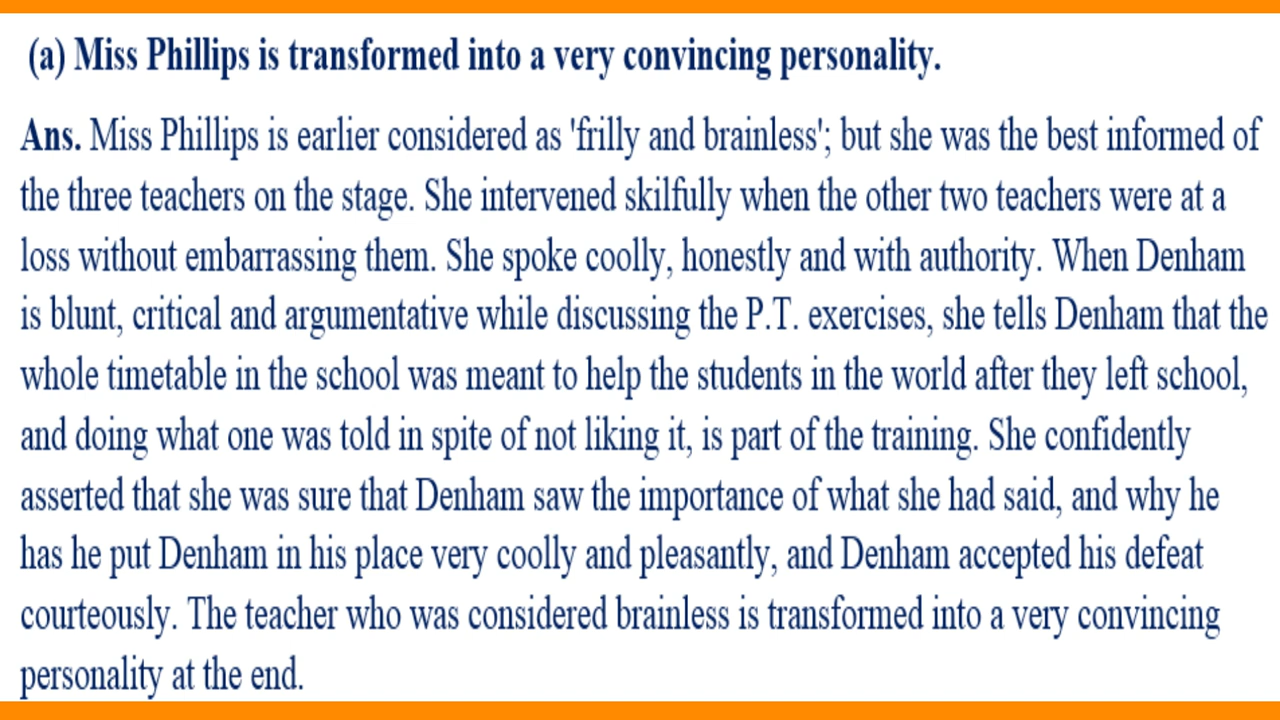 (a) Miss Phillips is transformed into a very convincing personality.
Ans. Miss Phillips is earlier considered as 'frilly and brainless'; but she was the best informed of
the three teachers on the stage. She intervened skilfully when the other two teachers were at a
loss without embarrassing them. She spoke coolly, honestly and with authority. When Denham
is blunt, critical and argumentative while discussing the P.T. exercises, she tells Denham that the
whole timetable in the school was meant to help the students in the world after they left school,
and doing what one was told in spite of not liking it, is part of the training. She confidently
asserted that she was sure that Denham saw the importance of what she had said, and why he
has he put Denham in his place very coolly and pleasantly, and Denham accepted his defeat
courteously. The teacher who was considered brainless is transformed into a very convincing
personality at the end.